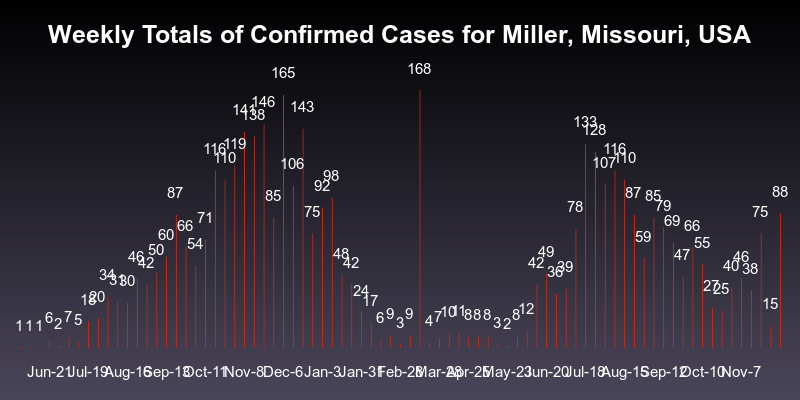 Weekly Totals of Confirmed Cases for Miller, Missouri, USA
1 1 1 6 2 7 5 18 20 34 31 30 46 42 50 60 87 66 54 71 116 110 119 141 138 146 85 165 106 143 75 92 98 48 42 24 17 6 9 3 9 168 4 7 10 11 8 8 8 3 2 8 12 42 49 36 39 78 133 128 107 116 110 87 59 85 79 69 47 66 55 27 25 40 46 38 75 15 88
Jun-21 Jul-19 Aug-16 Sep-13 Oct-11 Nov-8 Dec-6 Jan-3 Jan-31 Feb-28 Mar-28 Apr-25 May-23 Jun-20 Jul-18 Aug-15 Sep-12 Oct-10 Nov-7